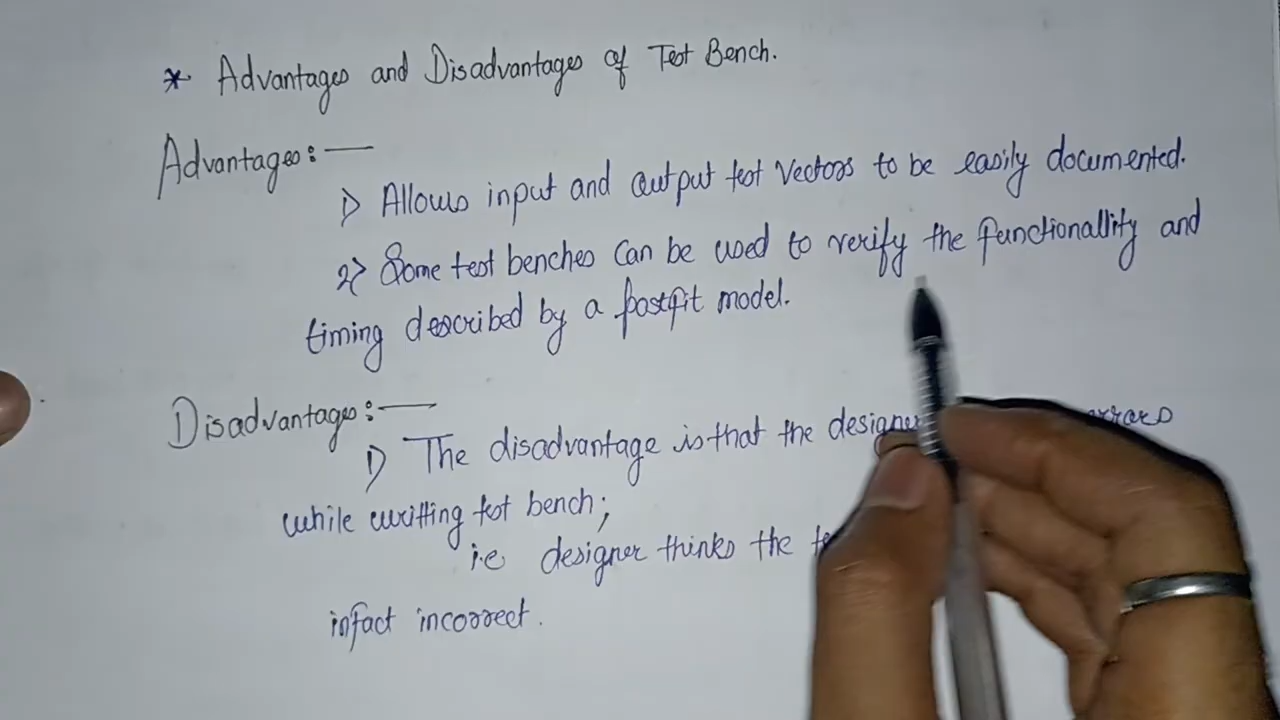 * Advantages and Disadvantages of Test Bench.
Advantages:—
1) Allows input and output test Vectors to be easily documented.
2) Some test benches can be used to verify the functionallity and
timing described by a postfit model.
Disadvantages:—
1) The disadvantage is that the designer errors
while writting test bench;
i.e designer thinks the
infact incorrect.